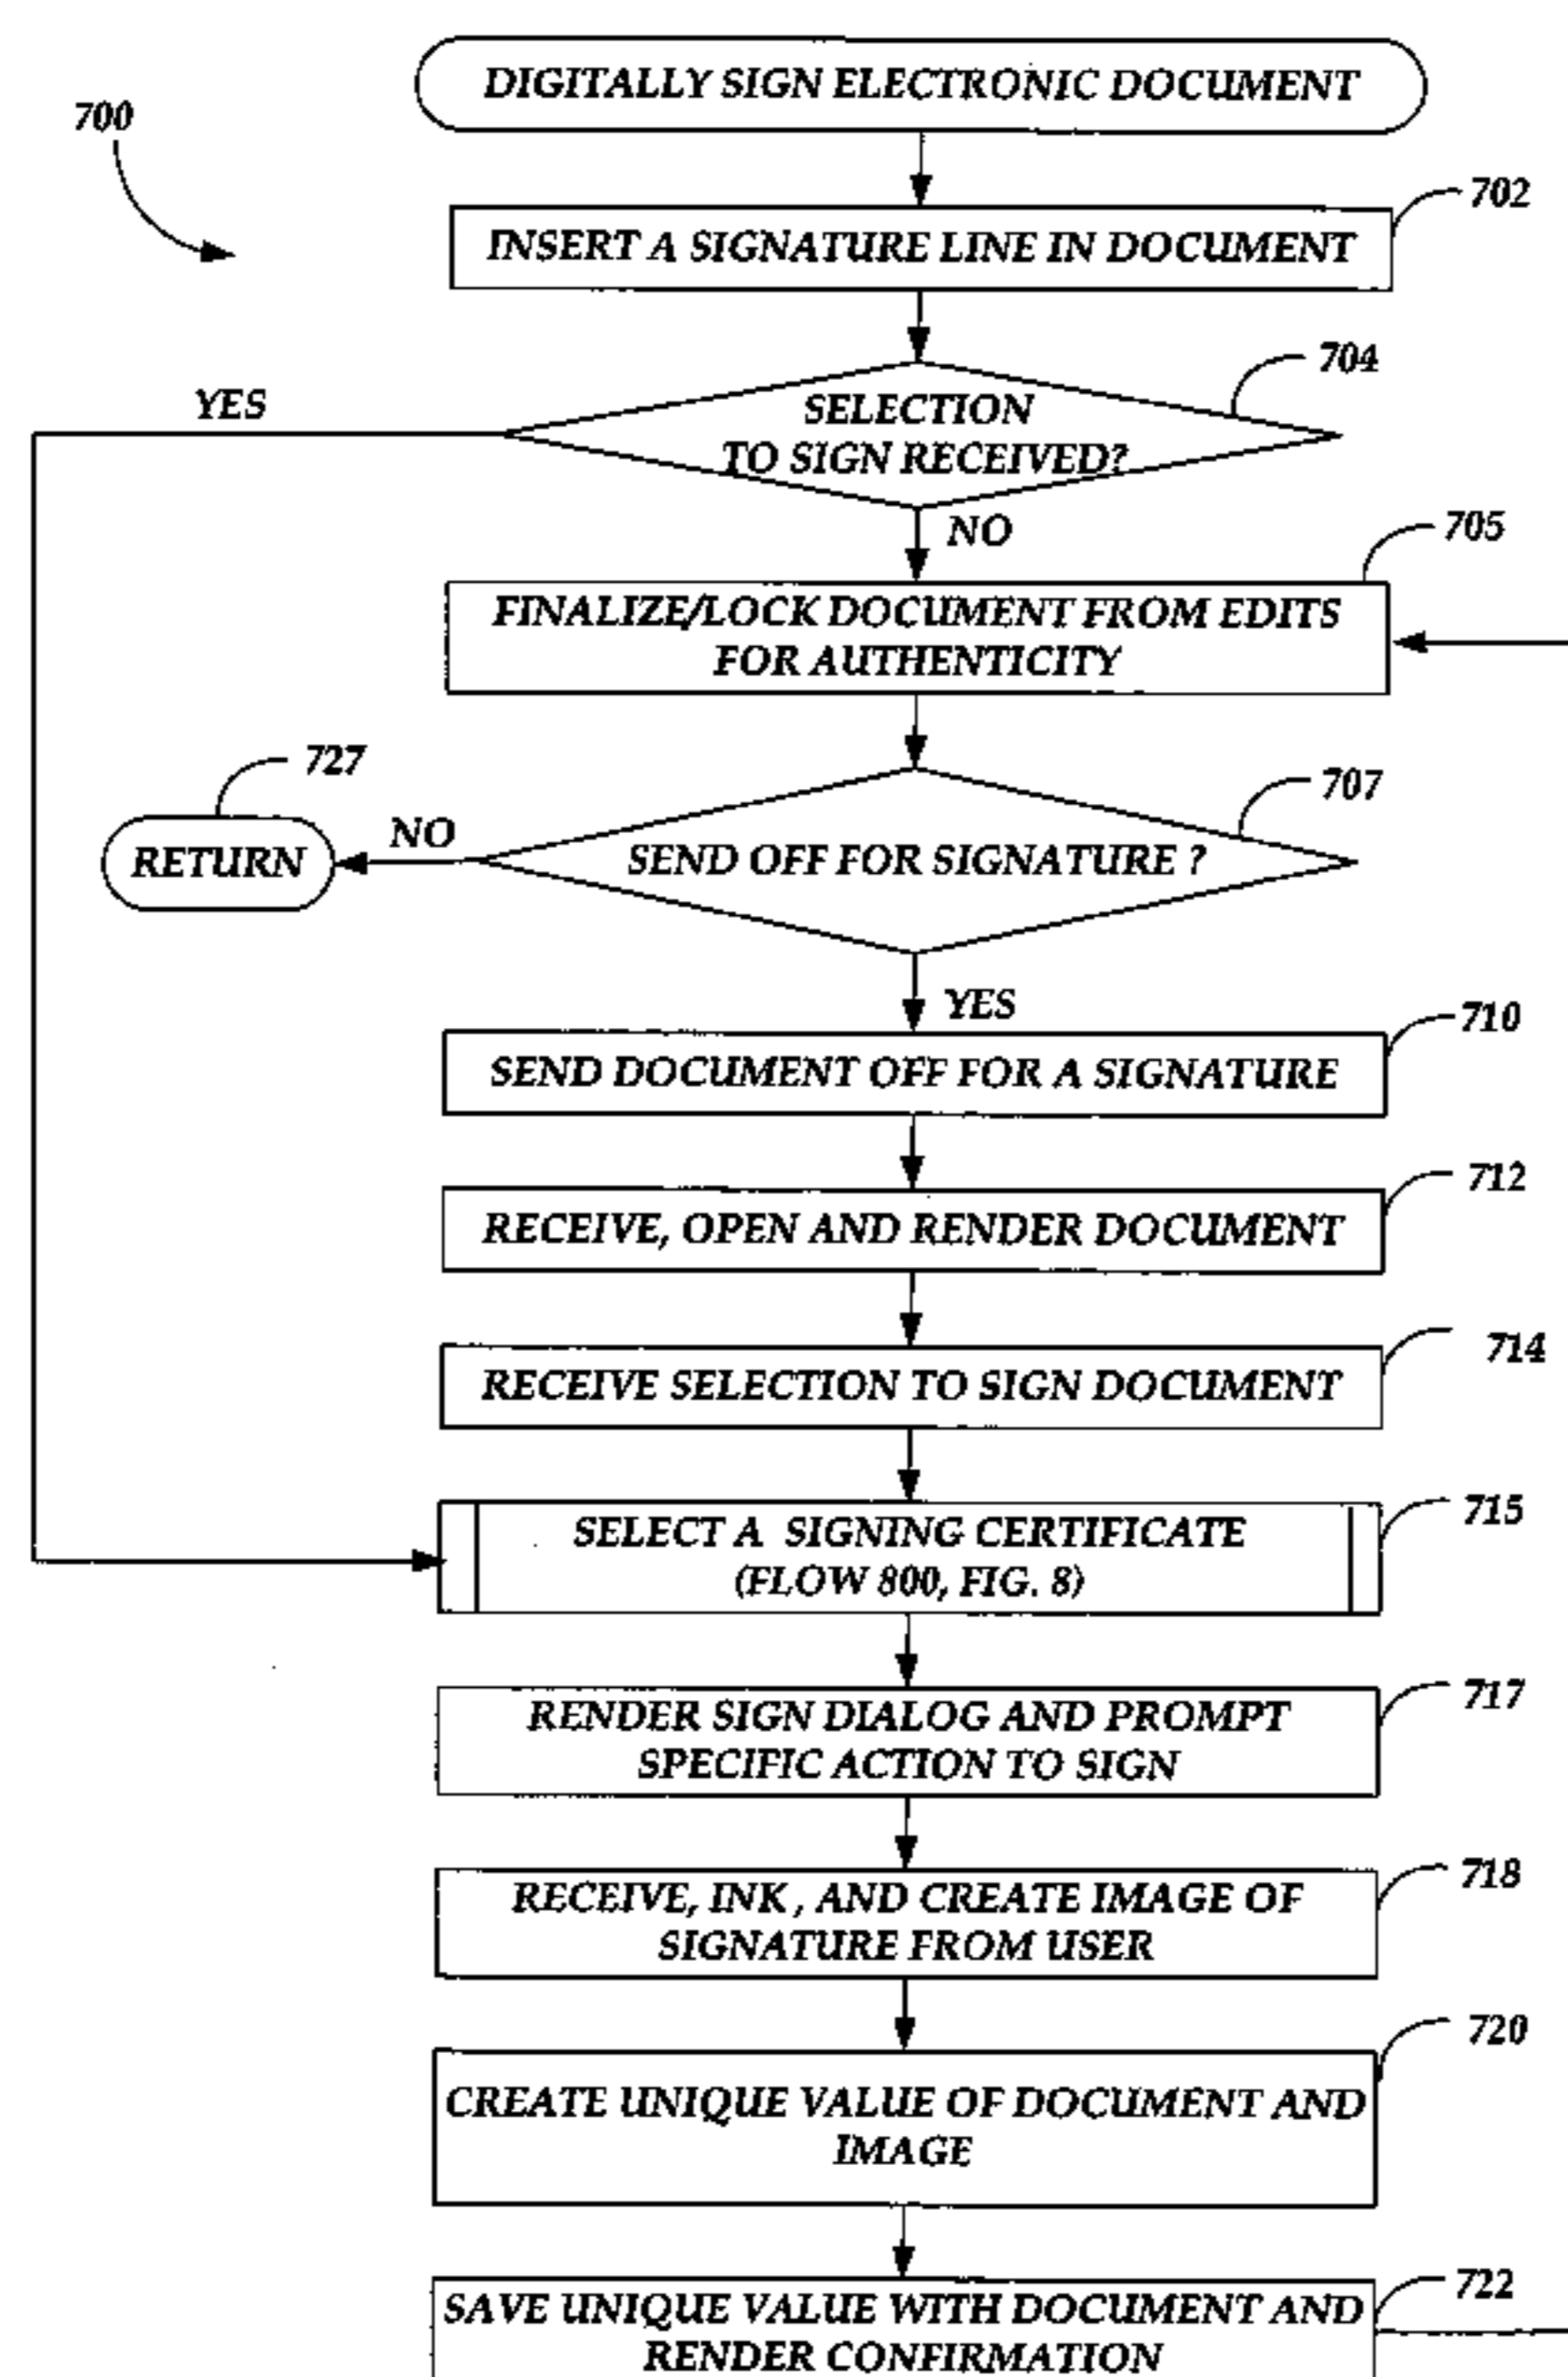 DIGITALLY SIGN ELECTRONIC DOCUMENT
700
702
INSERT A SIGNATURE LINE IN DOCUMENT
704
YES
SELECTION
TO SIGN RECEIVED?
NO
705
FINALIZE/LOCK DOCUMENT FROM EDITS
FOR AUTHENTICITY
727
707
RETURN
NO
SEND OFF FOR SIGNATURE ?
YES
710
SEND DOCUMENT OFF FOR A SIGNATURE
712
RECEIVE, OPEN AND RENDER DOCUMENT
714
RECEIVE SELECTION TO SIGN DOCUMENT
715
SELECT A SIGNING CERTIFICATE
(FLOW 800, FIG. 8)
717
RENDER SIGN DIALOG AND PROMPT
SPECIFIC ACTION TO SIGN
718
RECEIVE, INK, AND CREATE IMAGE OF
SIGNATURE FROM USER
720
CREATE UNIQUE VALUE OF DOCUMENT AND
IMAGE
722
SAVE UNIQUE VALUE WITH DOCUMENT AND
RENDER CONFIRMATION